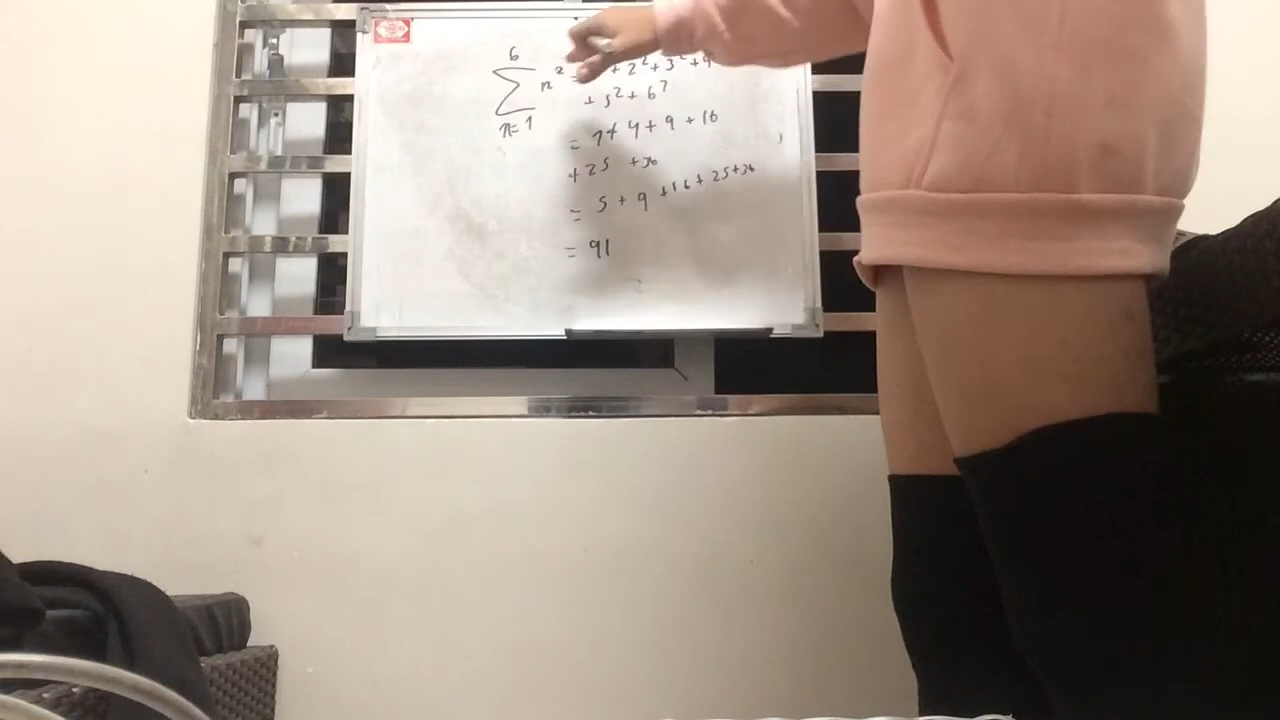 6
∑ n² = + 2² + 3² + 4²
n=1
+ 5² + 6²
= 1 + 4 + 9 + 16
+ 25 + 36
= 5 + 9 + 16 + 25 + 36
= 91